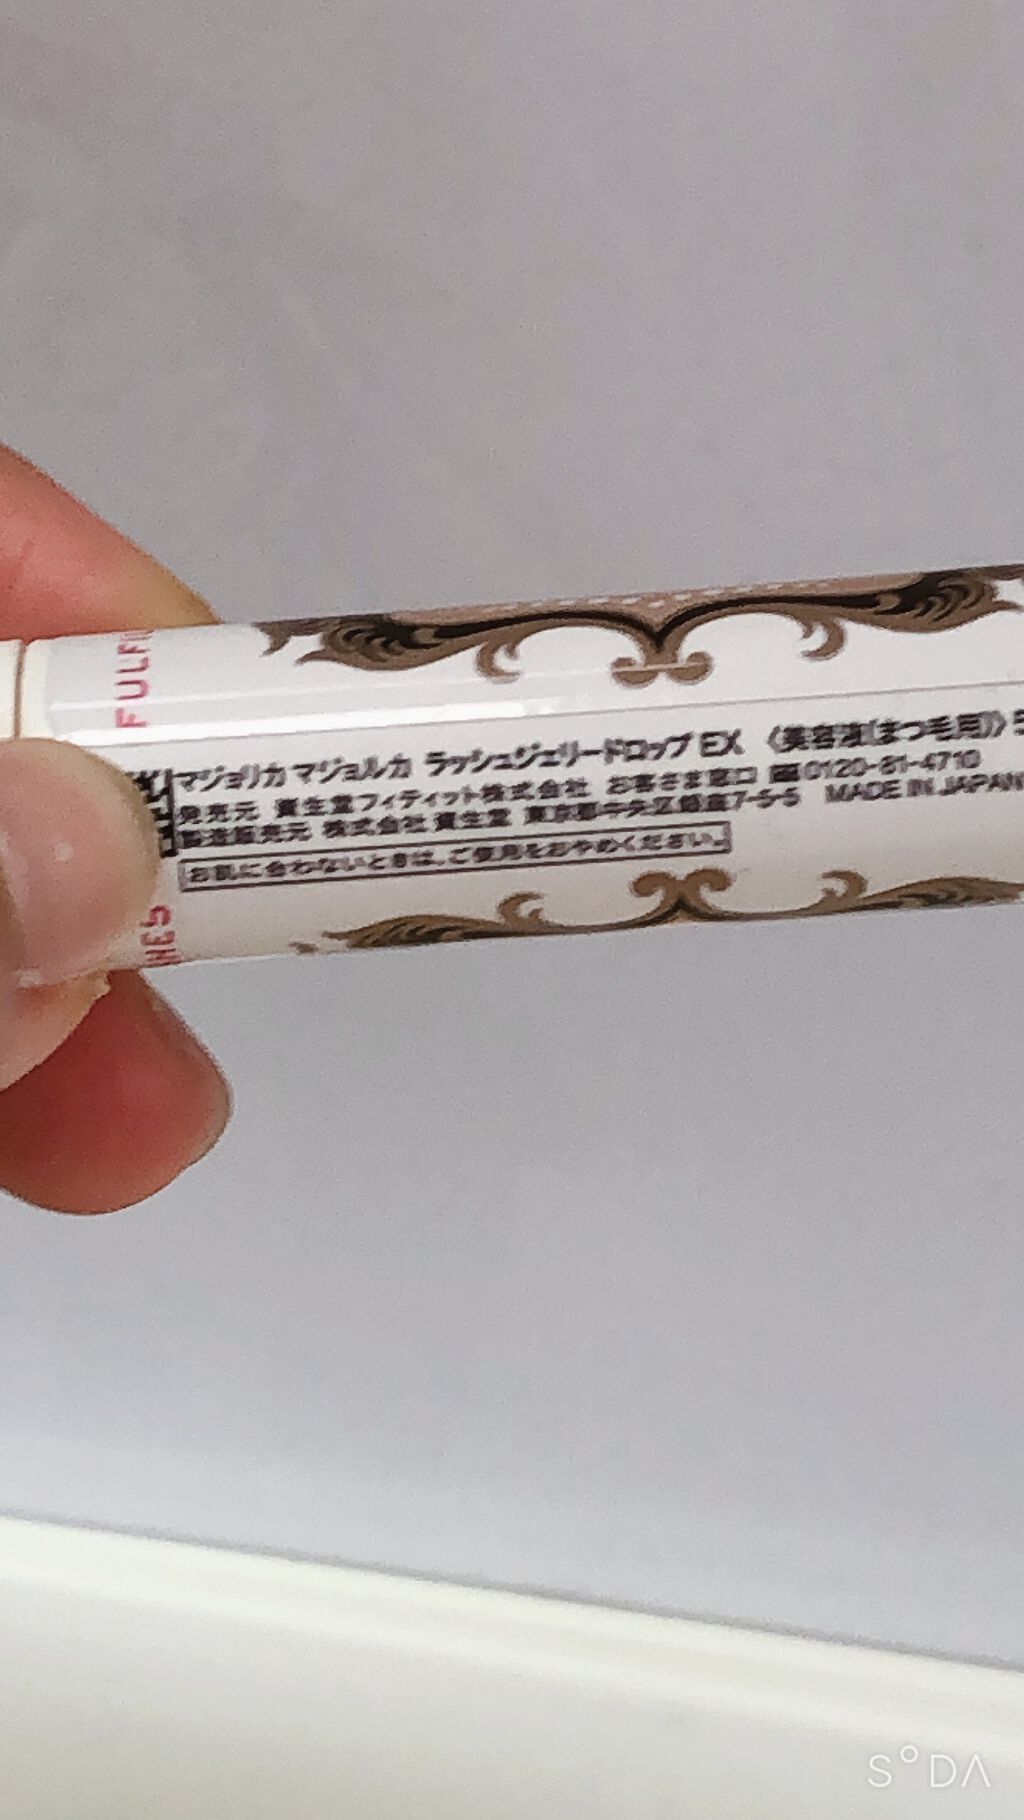 FULFI
マジョリカ マジョルカ ラッシュジェリードロップ EX 《美容液(まつ毛用)》5
発売元 資生堂フィティット株式会社 お客さま窓口 0120-81-4710
製造販売元 株式会社 資生堂 東京都中央区銀座7-5-5 MADE IN JAPAN
お肌に合わないときは、ご使用をおやめください。
HES
SODA